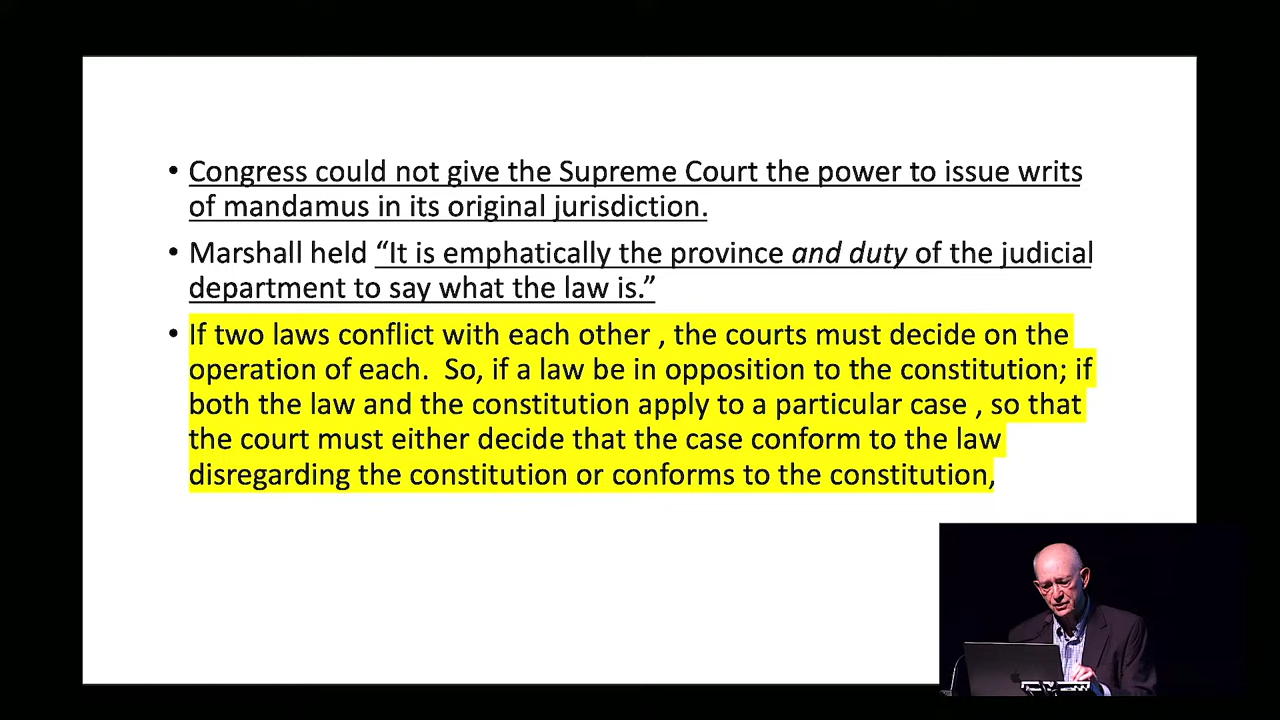 • Congress could not give the Supreme Court the power to issue writs
of mandamus in its original jurisdiction.
• Marshall held “It is emphatically the province and duty of the judicial
department to say what the law is.”
• If two laws conflict with each other , the courts must decide on the
operation of each.  So, if a law be in opposition to the constitution; if
both the law and the constitution apply to a particular case , so that
the court must either decide that the case conform to the law
disregarding the constitution or conforms to the constitution,